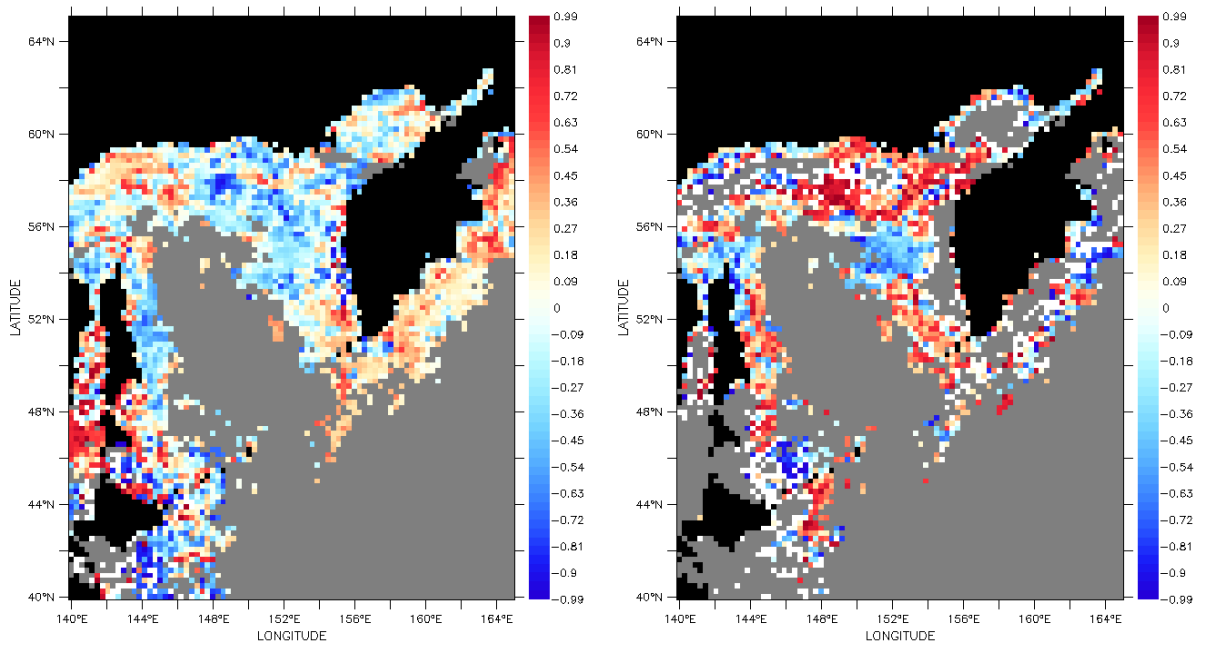 64°N
60°N
56°N
52°N
48°N
44°N
40°N
LATITUDE
140°E
144°E
148°E
152°E
156°E
160°E
164°E
LONGITUDE
0.99
0.9
0.81
0.72
0.63
0.54
0.45
0.36
0.27
0.18
0.09
0
-0.09
-0.18
-0.27
-0.36
-0.45
-0.54
-0.63
-0.72
-0.81
-0.9
-0.99
64°N
60°N
56°N
52°N
48°N
44°N
40°N
LATITUDE
140°E
144°E
148°E
152°E
156°E
160°E
164°E
LONGITUDE
0.99
0.9
0.81
0.72
0.63
0.54
0.45
0.36
0.27
0.18
0.09
0
-0.09
-0.18
-0.27
-0.36
-0.45
-0.54
-0.63
-0.72
-0.81
-0.9
-0.99